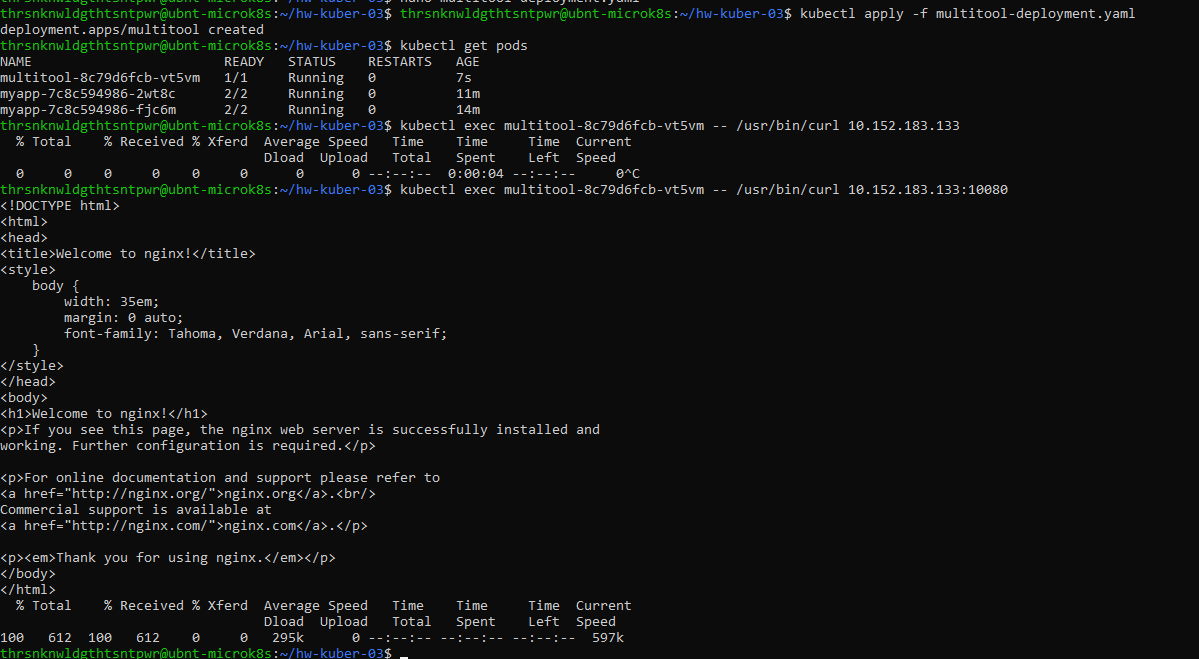 thrsnknwldgthtsntpwr@ubnt-microk8s:~/hw-kuber-03$ nano multitool-deployment.yaml
thrsnknwldgthtsntpwr@ubnt-microk8s:~/hw-kuber-03$ thrsnknwldgthtsntpwr@ubnt-microk8s:~/hw-kuber-03$ kubectl apply -f multitool-deployment.yaml
deployment.apps/multitool created
thrsnknwldgthtsntpwr@ubnt-microk8s:~/hw-kuber-03$ kubectl get pods
NAME                         READY   STATUS    RESTARTS   AGE
multitool-8c79d6fcb-vt5vm   1/1     Running   0          7s
myapp-7c8c594986-2wt8c      2/2     Running   0          11m
myapp-7c8c594986-fjc6m      2/2     Running   0          14m
thrsnknwldgthtsntpwr@ubnt-microk8s:~/hw-kuber-03$ kubectl exec multitool-8c79d6fcb-vt5vm -- /usr/bin/curl 10.152.183.133
  % Total    % Received % Xferd  Average Speed   Time    Time     Time  Current
                                 Dload  Upload   Total   Spent    Left  Speed
  0     0    0     0    0     0      0      0 --:--:--  0:00:04 --:--:--     0^C
thrsnknwldgthtsntpwr@ubnt-microk8s:~/hw-kuber-03$ kubectl exec multitool-8c79d6fcb-vt5vm -- /usr/bin/curl 10.152.183.133:10080
<!DOCTYPE html>
<html>
<head>
<title>Welcome to nginx!</title>
<style>
    body {
        width: 35em;
        margin: 0 auto;
        font-family: Tahoma, Verdana, Arial, sans-serif;
    }
</style>
</head>
<body>
<h1>Welcome to nginx!</h1>
<p>If you see this page, the nginx web server is successfully installed and
working. Further configuration is required.</p>
<p>For online documentation and support please refer to
<a href="http://nginx.org/">nginx.org</a>.<br/>
Commercial support is available at
<a href="http://nginx.com/">nginx.com</a>.</p>
<p><em>Thank you for using nginx.</em></p>
</body>
</html>
  % Total    % Received % Xferd  Average Speed   Time    Time     Time  Current
                                 Dload  Upload   Total   Spent    Left  Speed
100   612  100   612    0     0   295k      0 --:--:-- --:--:-- --:--:--  597k
thrsnknwldgthtsntpwr@ubnt-microk8s:~/hw-kuber-03$